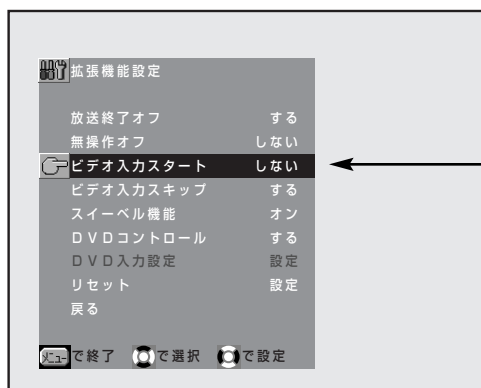 拡張機能設定
放送終了オフ する
無操作オフ しない
ビデオ入力スタート しない
ビデオ入力スキップ する
スイーベル機能 オン
ＤＶＤコントロール する
ＤＶＤ入力設定 設定
リセット 設定
戻る
メニューで終了 で選択 で設定